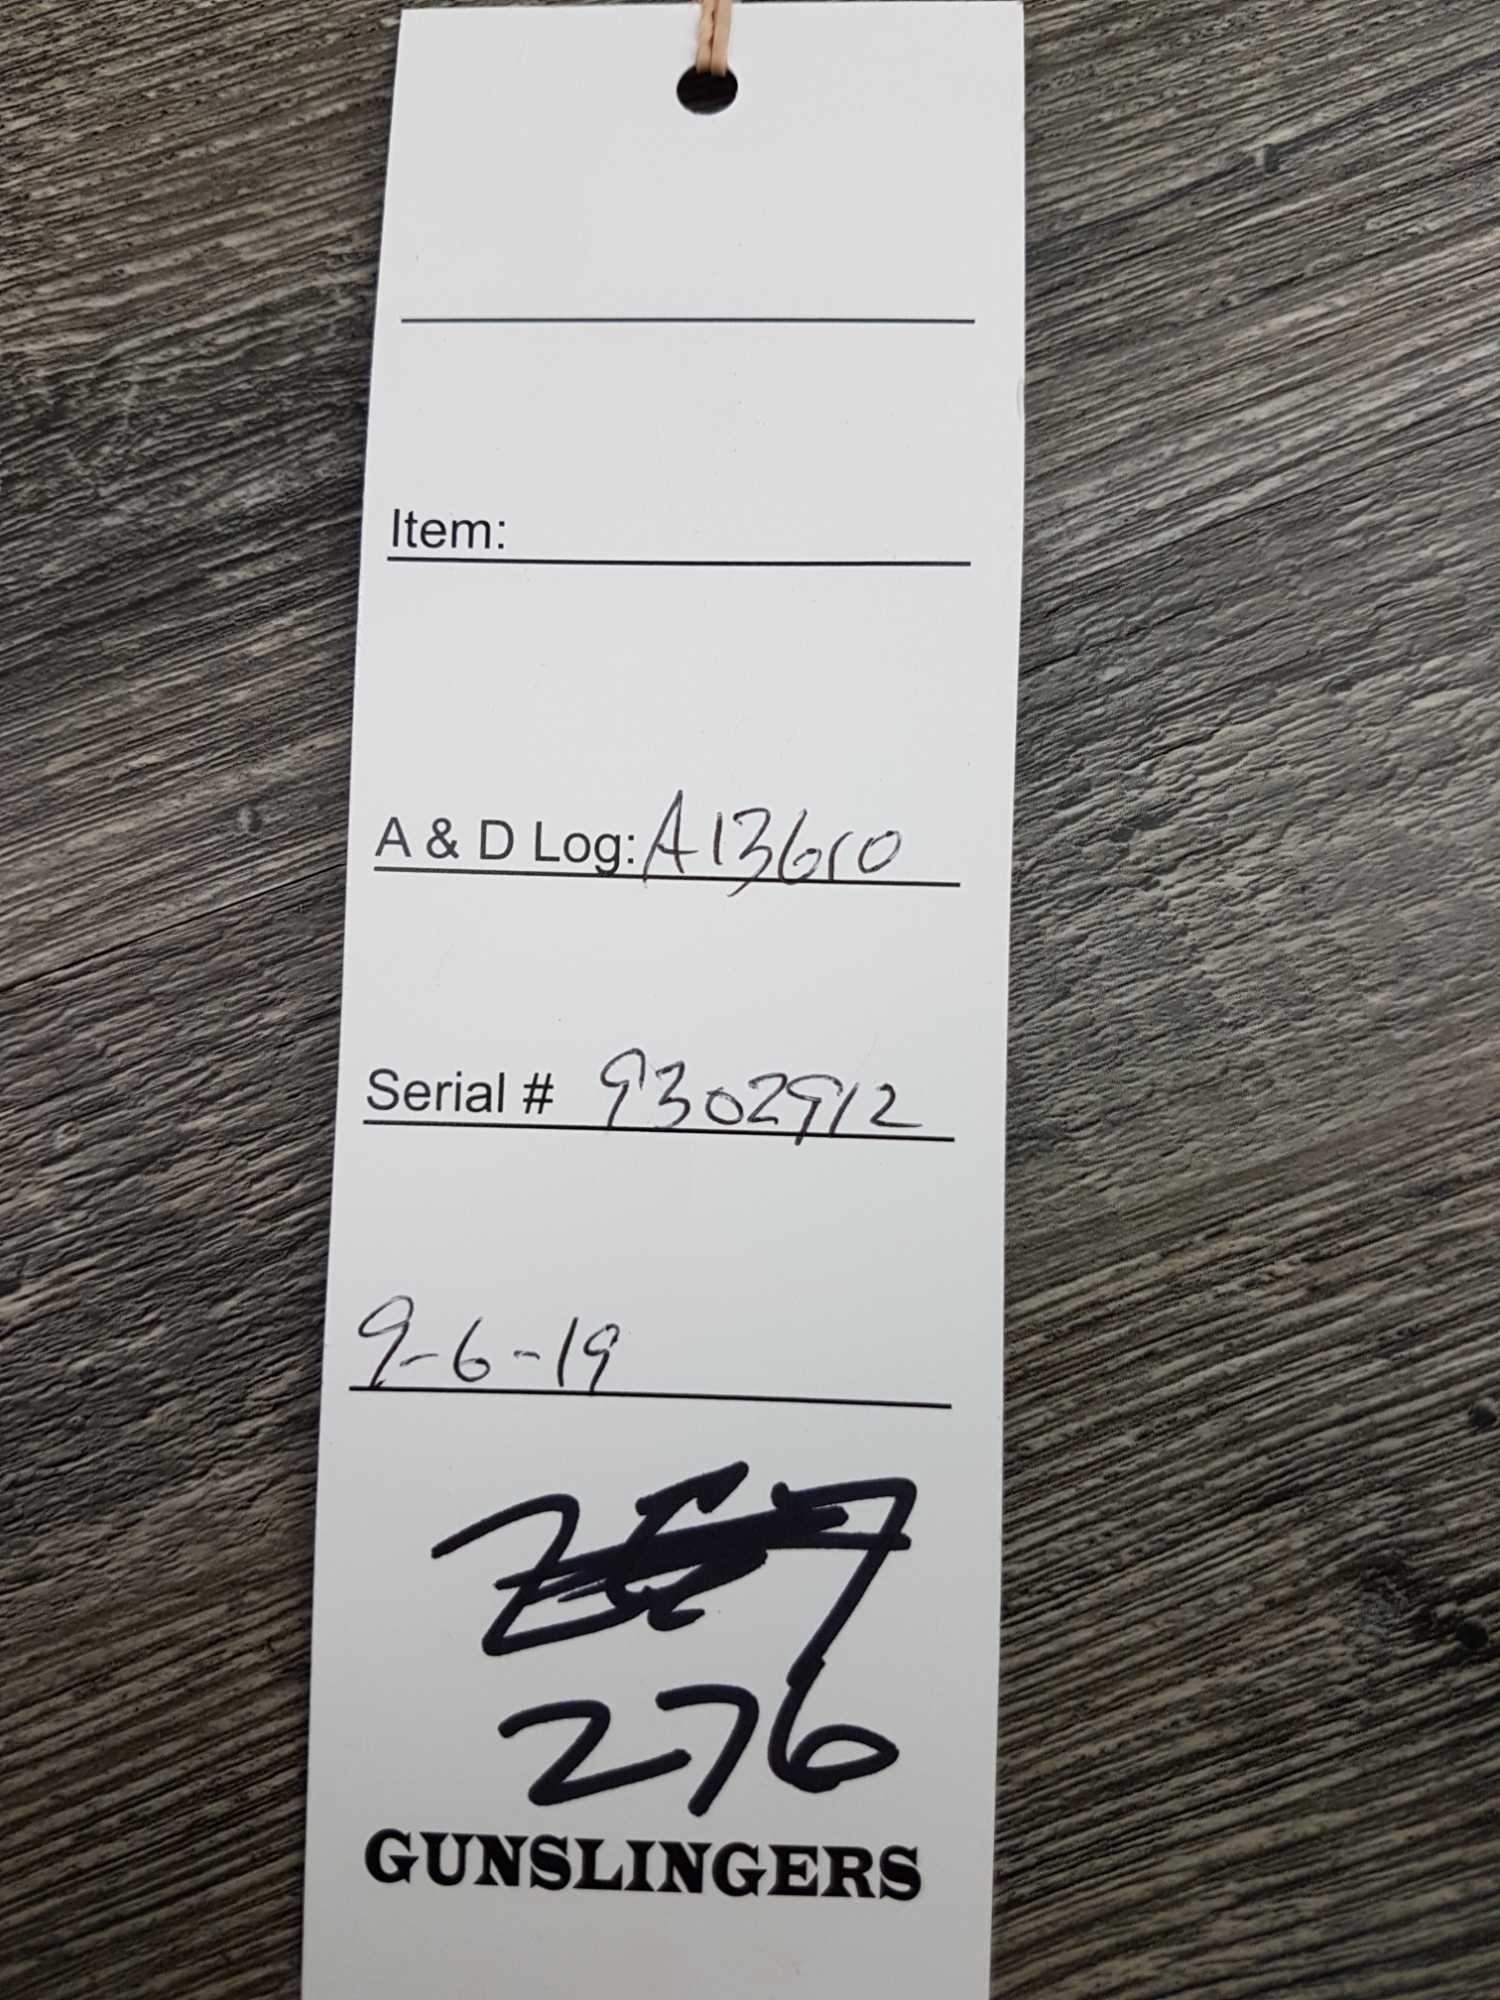 Item:
A & D Log: A13610
Serial # 9302912
9-6-19
276
GUNSLINGERS